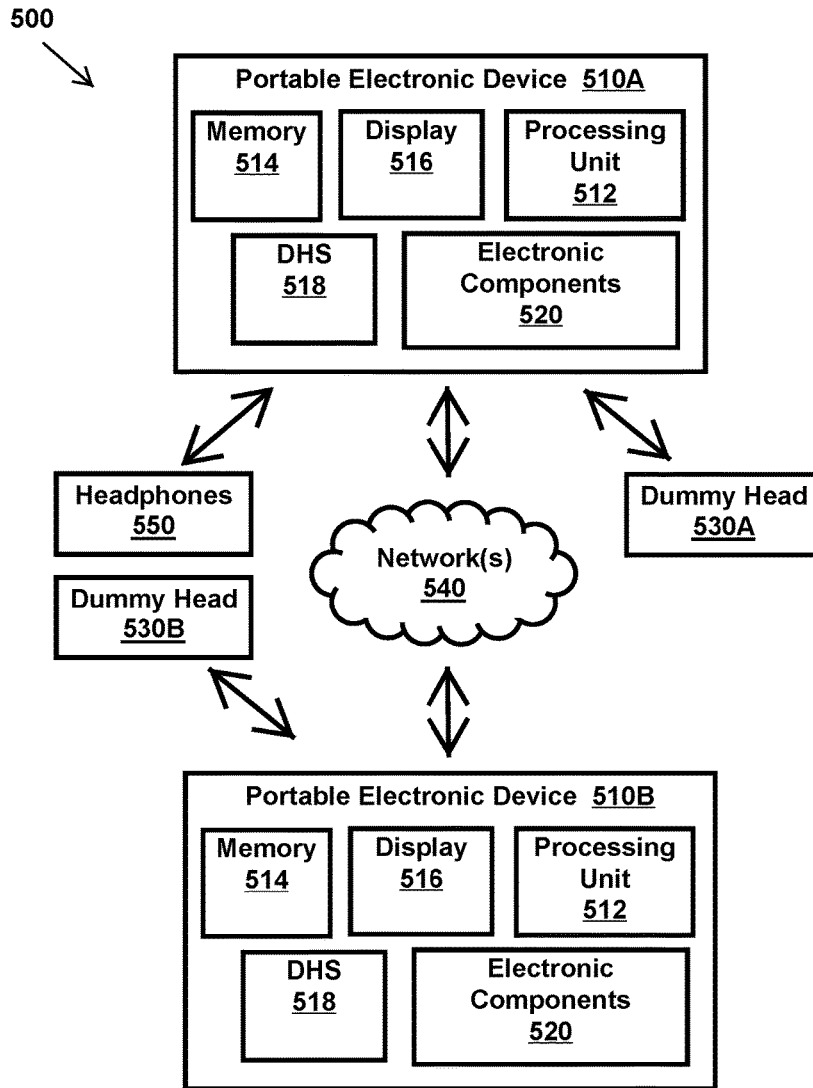 500
Portable Electronic Device 510A
Memory
514
Display
516
Processing
Unit
512
DHS
518
Electronic
Components
520
Headphones
550
Dummy Head
530A
Network(s)
540
Dummy Head
530B
Portable Electronic Device 510B
Memory
514
Display
516
Processing
Unit
512
DHS
518
Electronic
Components
520